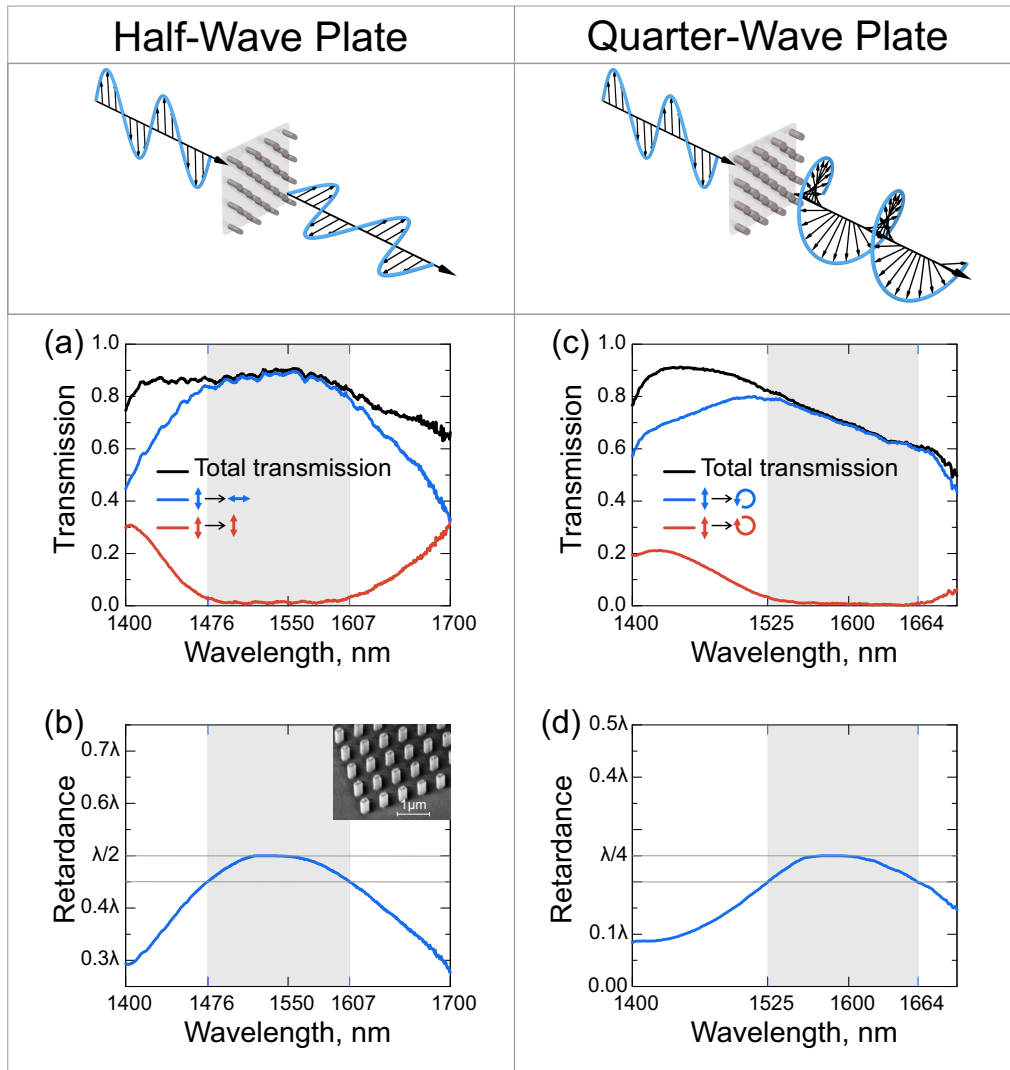 Half-Wave Plate
Quarter-Wave Plate
(a)
1.0
0.8
0.6
0.4
0.2
0.0
Transmission
Total transmission
1400
1476
1550
1607
1700
Wavelength, nm
(c)
1.0
0.8
0.6
0.4
0.2
0.0
Transmission
Total transmission
1400
1525
1600
1664
Wavelength, nm
(b)
0.7λ
0.6λ
λ/2
0.4λ
0.3λ
Retardance
1µm
1400
1476
1550
1607
1700
Wavelength, nm
(d)
0.5λ
0.4λ
λ/4
0.1λ
0.00
Retardance
1400
1525
1600
1664
Wavelength, nm